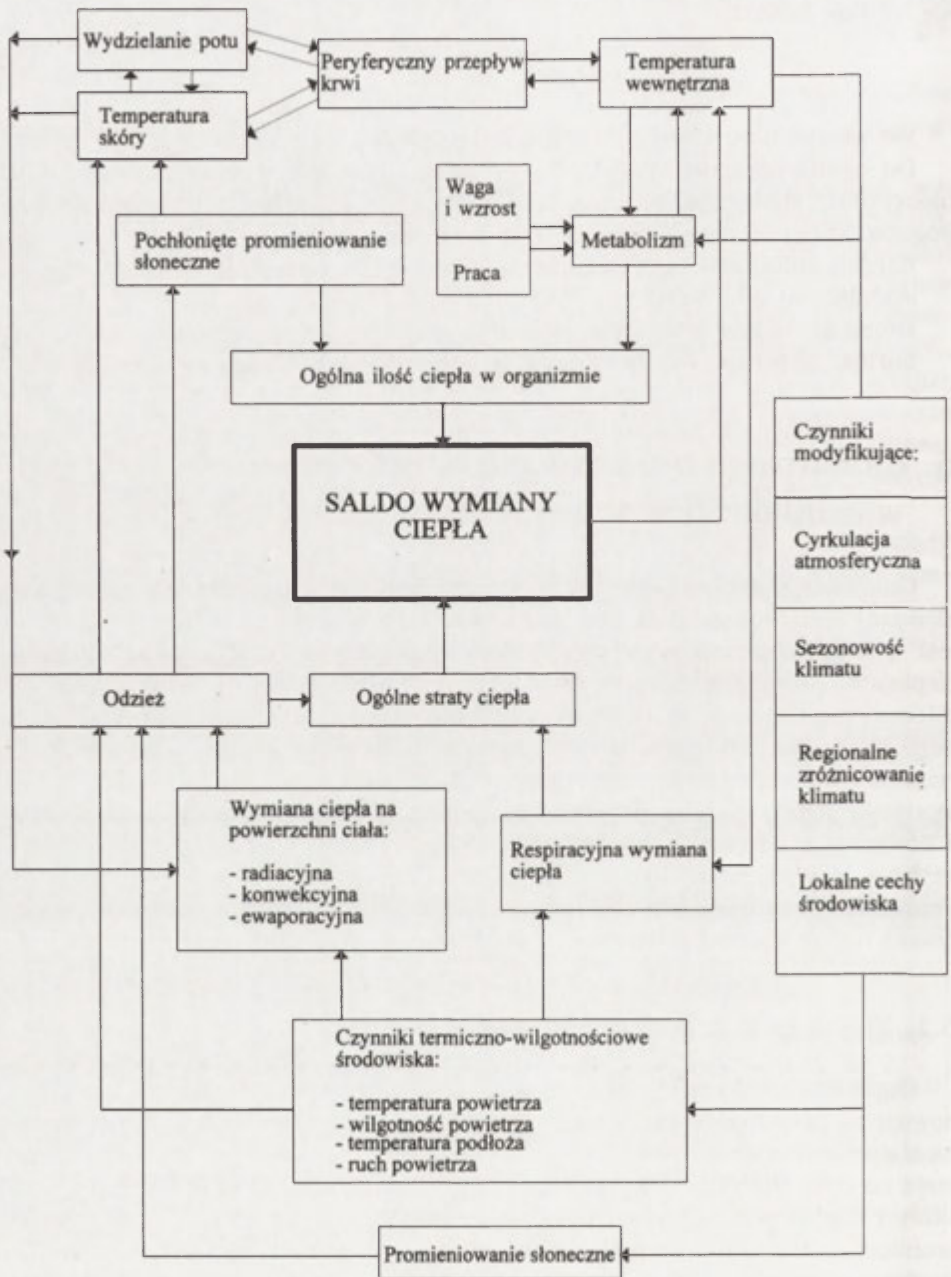 Wydzielanie potu
Peryferyczny przepływ
krwi
Temperatura
wewnętrzna
Temperatura
skóry
Waga
i wzrost
Praca
Metabolizm
Pochłonięte promieniowanie
słoneczne
Ogólna ilość ciepła w organizmie
SALDO WYMIANY
CIEPŁA
Czynniki
modyfikujące:
Cyrkulacja
atmosferyczna
Sezonowość
klimatu
Regionalne
zróżnicowanie
klimatu
Lokalne cechy
środowiska
Odzież
Ogólne straty ciepła
Wymiana ciepła na
powierzchni ciała:
- radiacyjna
- konwekcyjna
- ewaporacyjna
Respiracyjna wymiana
ciepła
Czynniki termiczno-wilgotnościowe
środowiska:
- temperatura powietrza
- wilgotność powietrza
- temperatura podłoża
- ruch powietrza
Promieniowanie słoneczne